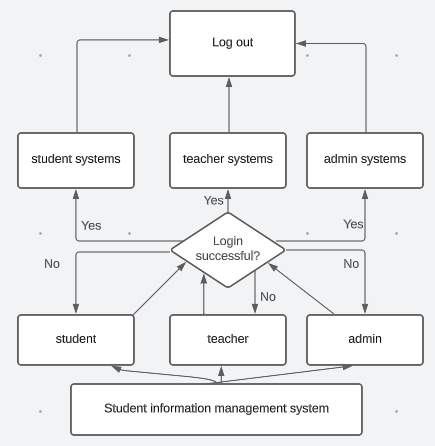 Log out
student systems
teacher systems
admin systems
Yes
Yes
Yes
Login
successful?
No
No
No
student
teacher
admin
Student information management system